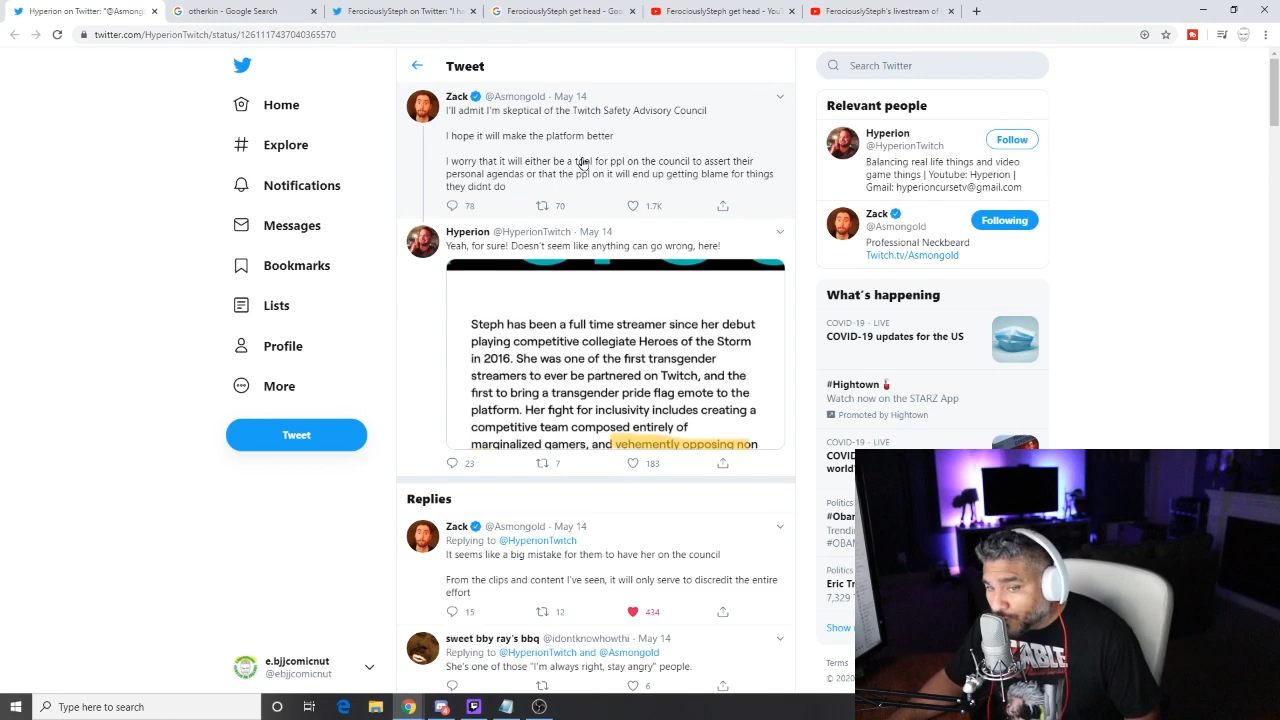 Hyperion on Twitter: "@Asmong
otherkin - Google Search
FerociouslySteph on Twitter: "I h
FerociouslySteph get head - Goo
FerociouslySteph get head - You
FerociouslySteph's livestream of
twitter.com/HyperionTwitch/status/1261117437040365570
Home
Explore
Notifications
Messages
Bookmarks
Lists
Profile
More
Tweet
e.bjjcomicnut
@ebjjcomicnut
Tweet
Zack @Asmongold · May 14
I'll admit I'm skeptical of the Twitch Safety Advisory Council
I hope it will make the platform better
I worry that it will either be a tool for ppl on the council to assert their
personal agendas or that the ppl on it will end up getting blame for things
they didnt do
78 70 1.7K
Hyperion @HyperionTwitch · May 14
Yeah, for sure! Doesn't seem like anything can go wrong, here!
Steph has been a full time streamer since her debut
playing competitive collegiate Heroes of the Storm
in 2016. She was one of the first transgender
streamers to ever be partnered on Twitch, and the
first to bring a transgender pride flag emote to the
platform. Her fight for inclusivity includes creating a
competitive team composed entirely of
marginalized gamers, and vehemently opposing non
23 7 183
Replies
Zack @Asmongold · May 14
Replying to @HyperionTwitch
It seems like a big mistake for them to have her on the council
From the clips and content I've seen, it will only serve to discredit the entire
effort
15 12 434
sweet bby ray's bbq @idontknowhowthi · May 14
Replying to @HyperionTwitch and @Asmongold
She's one of those "I'm always right, stay angry" people.
6
Search Twitter
Relevant people
Hyperion
@HyperionTwitch
Follow
Balancing real life things and video
game things | Youtube: Hyperion |
Gmail: hyperioncursetv@gmail.com
Zack
@Asmongold
Following
Professional Neckbeard
Twitch.tv/Asmongold
What's happening
COVID-19 · LIVE
COVID-19 updates for the US
#Hightown
Watch now on the STARZ App
Promoted by Hightown
COVID-19 · LIVE
COVID
world
Politics
#Obar
Trendin
#OBAM
Politics
Eric Tr
7,329
Show
Terms
© 2020
Type here to search